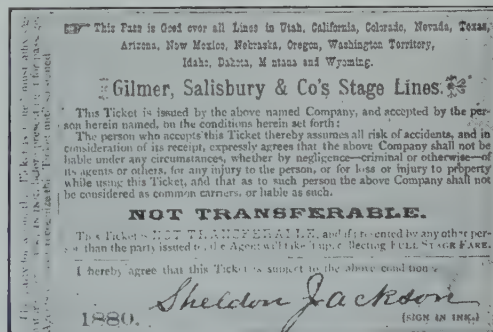 This Pass is Good over all Lines in Utah, California, Colorado, Nevada, Texas,
Arizona, New Mexico, Nebraska, Oregon, Washington Territory,
Idaho, Dakota, Montana and Wyoming.
Gilmer, Salisbury & Co's Stage Lines.
This Ticket is issued by the above named Company, and accepted by the per-
son herein named, on the conditions herein set forth:
The person who accepts this Ticket thereby assumes all risk of accidents, and in
consideration of its receipt, expressly agrees that the above Company shall not be
liable under any circumstances, whether by negligence—criminal or otherwise—of
its agents or others, for any injury to the person, or for loss or injury to property
while using this Ticket, and that as to such person the above Company shall not
be considered as common carriers, or liable as such.
NOT TRANSFERABLE.
This Ticket is NOT TRANSFERABLE, and if presented by any other per-
son than the party issued to, the Agent will take it up collecting FULL STAGE FARE.
I hereby agree that this Ticket is subject to the above conditions.
Sheldon Jackson
1880.
(SIGN IN INK.)